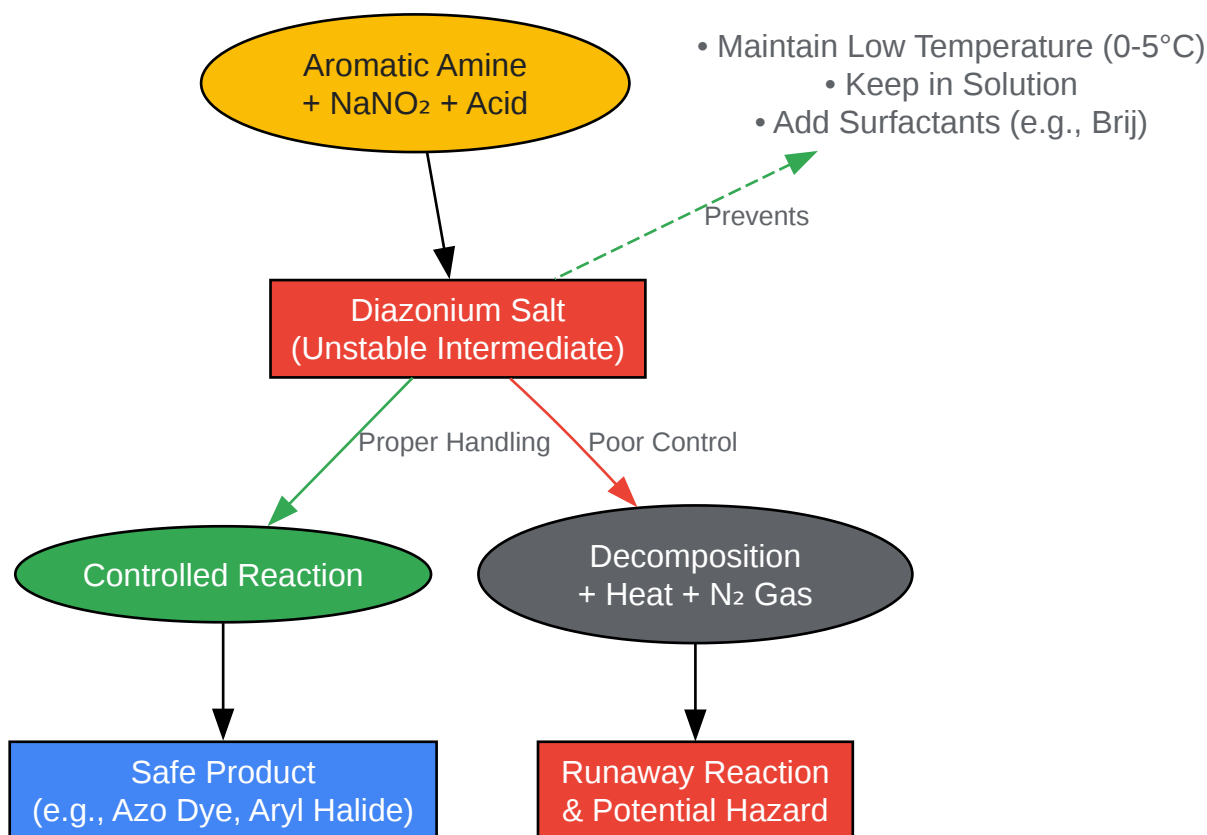 Aromatic Amine
+ NaNO₂ + Acid
• Maintain Low Temperature (0-5°C)
• Keep in Solution
• Add Surfactants (e.g., Brij)
Prevents
Diazonium Salt
(Unstable Intermediate)
Proper Handling
Poor Control
Controlled Reaction
Decomposition
+ Heat + N₂ Gas
Safe Product
(e.g., Azo Dye, Aryl Halide)
Runaway Reaction
& Potential Hazard